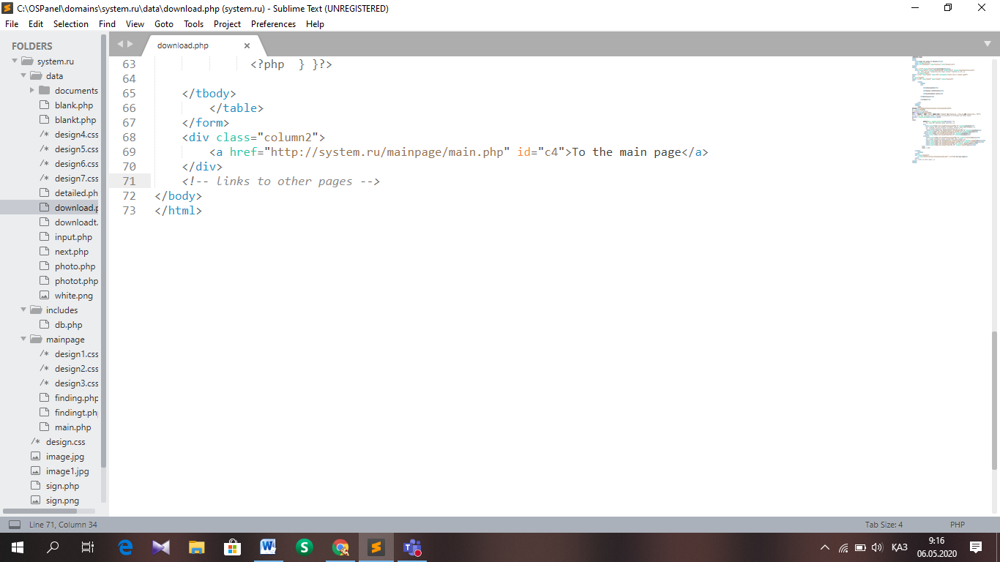 C:\OSPanel\domains\system.ru\data\download.php (system.ru) - Sublime Text (UNREGISTERED)
File Edit Selection Find View Goto Tools Project Preferences Help
FOLDERS
system.ru
data
documents
blank.php
blankt.php
/* design4.css
/* design5.css
/* design6.css
/* design7.css
detailed.ph
download.p
downloadt.
input.php
next.php
photo.php
photot.php
white.png
includes
db.php
mainpage
/* design1.css
/* design2.css
/* design3.css
finding.php
findingt.ph
main.php
/* design.css
image.jpg
image1.jpg
sign.php
sign.png
download.php ×
63 <?php } }?>
64
65 </tbody>
66 </table>
67 </form>
68 <div class="column2">
69 <a href="http://system.ru/mainpage/main.php" id="c4">To the main page</a>
70 </div>
71 <!-- links to other pages -->
72 </body>
73 </html>
Line 71, Column 34
Tab Size: 4
PHP
ҚАЗ
9:16
06.05.2020